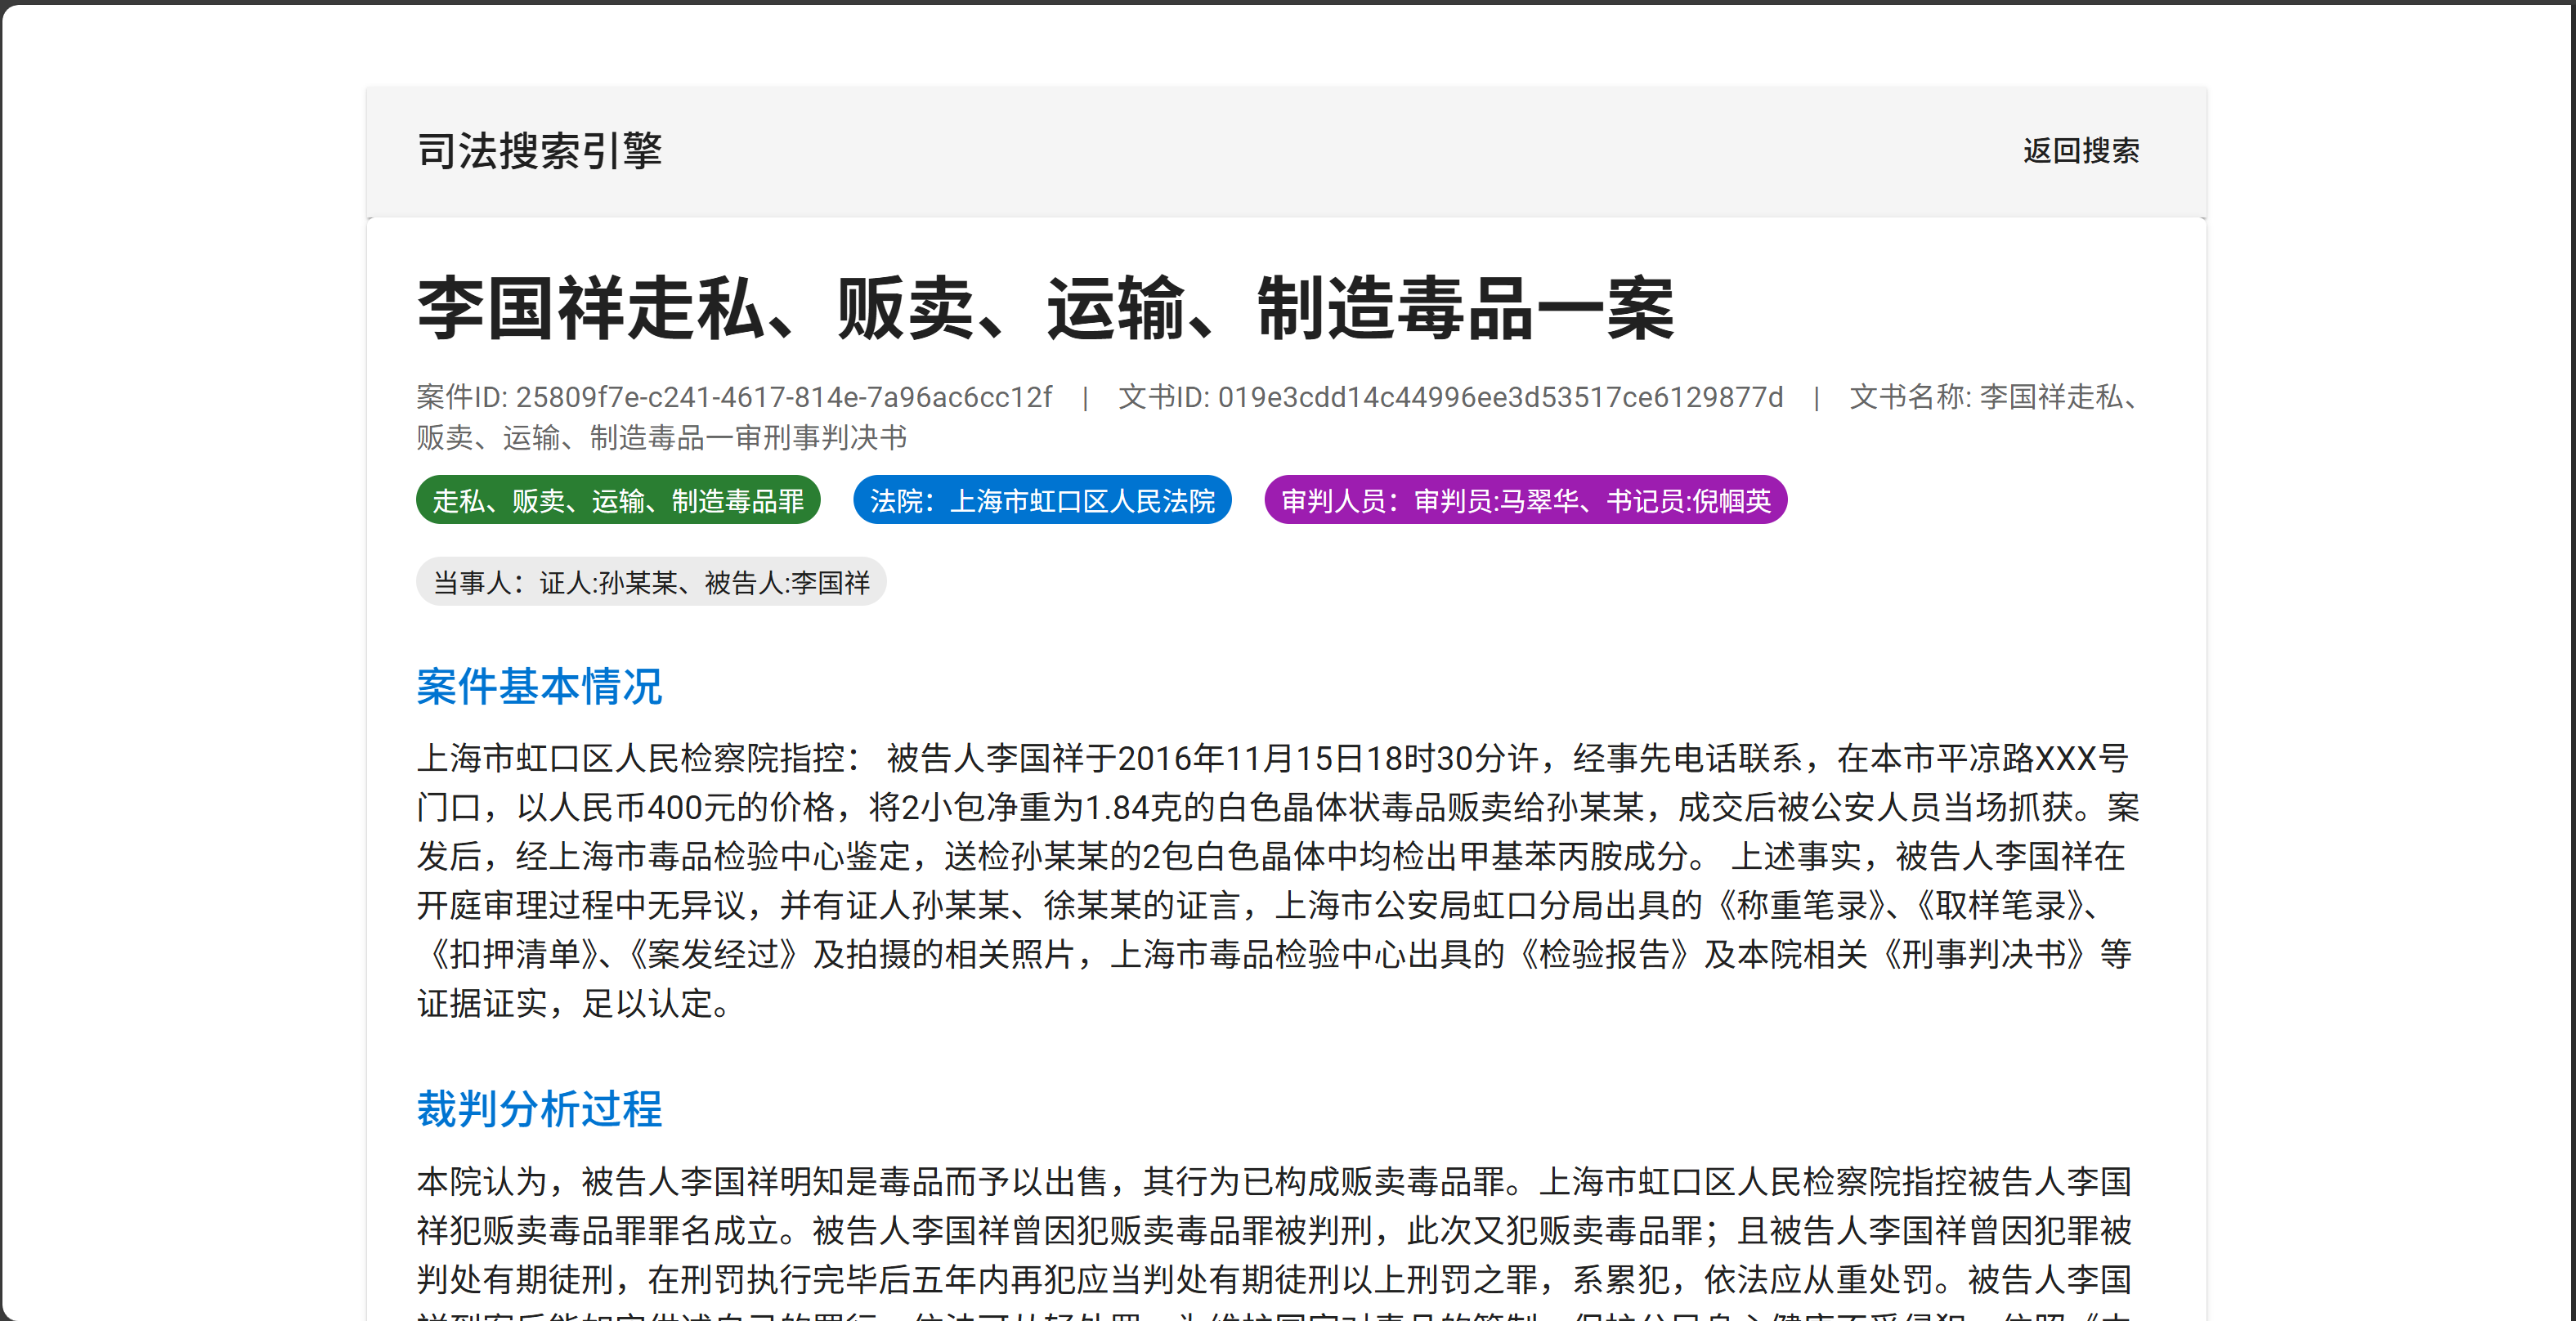 司法搜索引擎
返回搜索
李国祥走私、贩卖、运输、制造毒品一案
案件ID: 25809f7e-c241-4617-814e-7a96ac6cc12f | 文书ID: 019e3cdd14c44996ee3d53517ce6129877d | 文书名称: 李国祥走私、
贩卖、运输、制造毒品一审刑事判决书
走私、贩卖、运输、制造毒品罪
法院：上海市虹口区人民法院
审判人员：审判员:马翠华、书记员:倪帼英
当事人：证人:孙某某、被告人:李国祥
案件基本情况
上海市虹口区人民检察院指控： 被告人李国祥于2016年11月15日18时30分许，经事先电话联系，在本市平凉路XXX号
门口，以人民币400元的价格，将2小包净重为1.84克的白色晶体状毒品贩卖给孙某某，成交后被公安人员当场抓获。案
发后，经上海市毒品检验中心鉴定，送检孙某某的2包白色晶体中均检出甲基苯丙胺成分。 上述事实，被告人李国祥在
开庭审理过程中无异议，并有证人孙某某、徐某某的证言，上海市公安局虹口分局出具的《称重笔录》、《取样笔录》、
《扣押清单》、《案发经过》及拍摄的相关照片，上海市毒品检验中心出具的《检验报告》及本院相关《刑事判决书》等
证据证实，足以认定。
裁判分析过程
本院认为，被告人李国祥明知是毒品而予以出售，其行为已构成贩卖毒品罪。上海市虹口区人民检察院指控被告人李国
祥犯贩卖毒品罪罪名成立。被告人李国祥曾因犯贩卖毒品罪被判刑，此次又犯贩卖毒品罪；且被告人李国祥曾因犯罪被
判处有期徒刑，在刑罚执行完毕后五年内再犯应当判处有期徒刑以上刑罚之罪，系累犯，依法应从重处罚。被告人李国